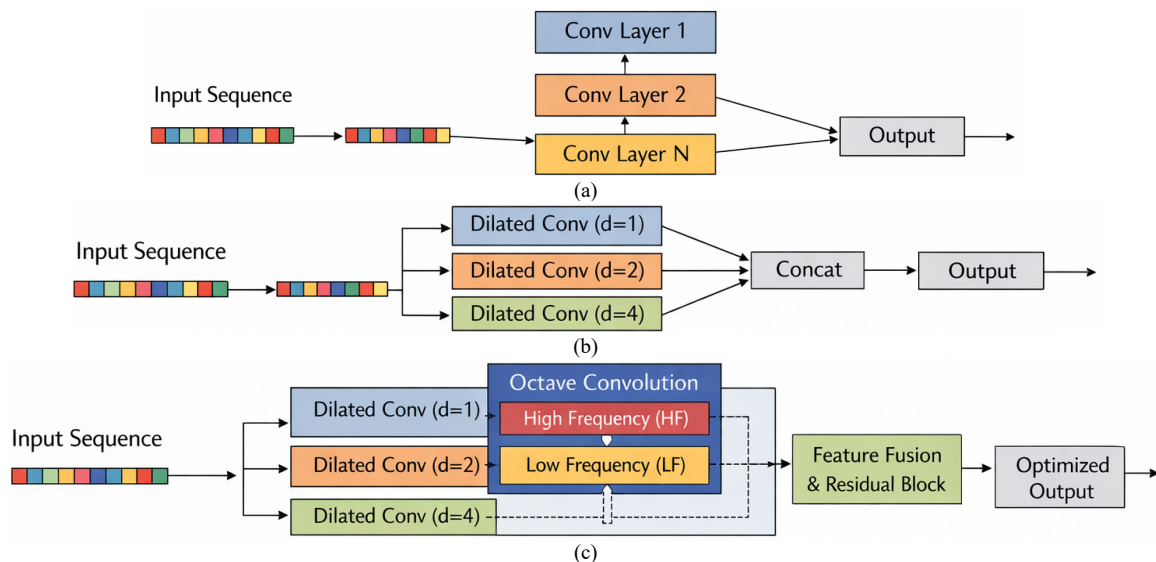 Conv Layer 1
Input Sequence
Conv Layer 2
Conv Layer N
Output
(a)
Input Sequence
Dilated Conv (d=1)
Dilated Conv (d=2)
Dilated Conv (d=4)
Concat
Output
(b)
Input Sequence
Dilated Conv (d=1)
Dilated Conv (d=2)
Dilated Conv (d=4)
Octave Convolution
High Frequency (HF)
Low Frequency (LF)
Feature Fusion
& Residual Block
Optimized
Output
(c)